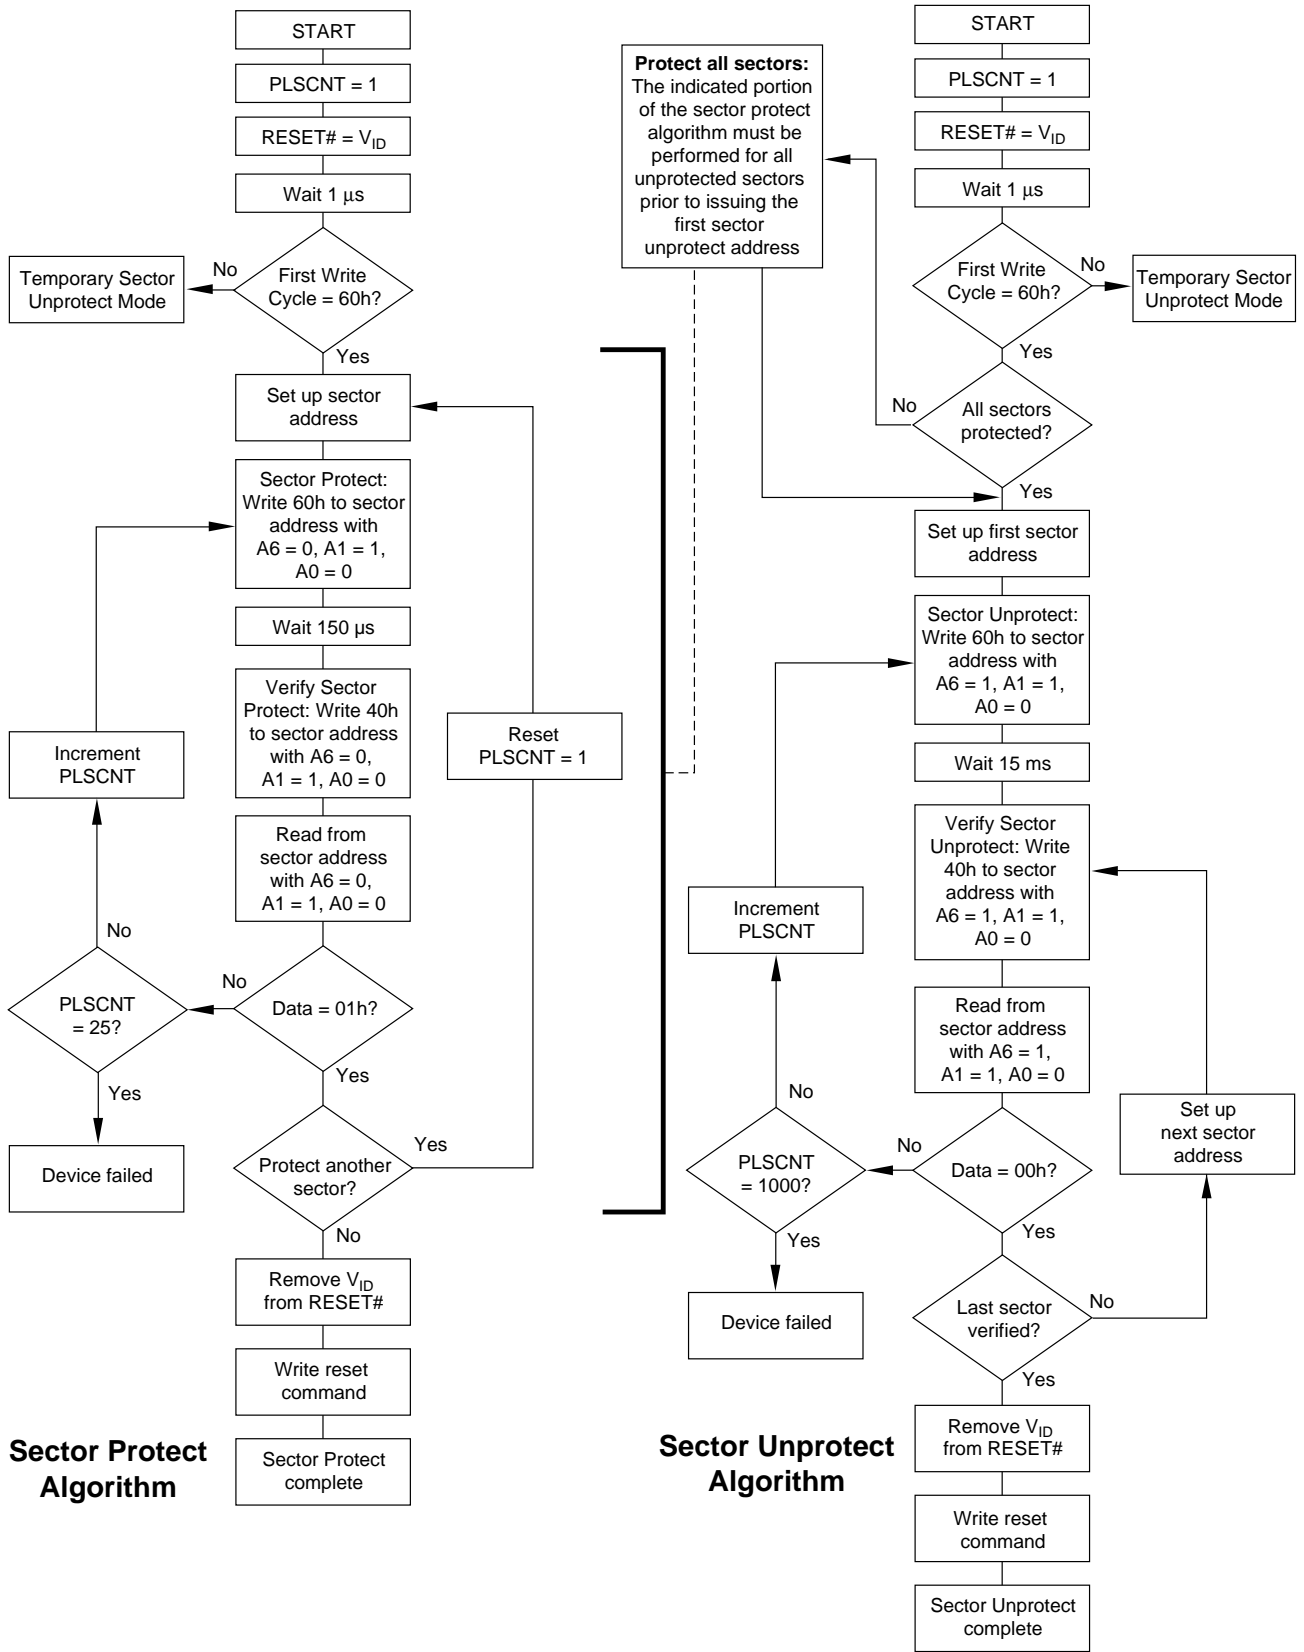 START
PLSCNT = 1
RESET# = VID
Wait 1 μs
First Write
Cycle = 60h?
No
Temporary Sector
Unprotect Mode
Yes
Set up sector
address
Sector Protect:
Write 60h to sector
address with
A6 = 0, A1 = 1,
A0 = 0
Wait 150 µs
Verify Sector
Protect: Write 40h
to sector address
with A6 = 0,
A1 = 1, A0 = 0
Reset
PLSCNT = 1
Increment
PLSCNT
Read from
sector address
with A6 = 0,
A1 = 1, A0 = 0
No
PLSCNT
= 25?
No
Data = 01h?
Yes
Yes
Device failed
Protect another
sector?
Yes
No
Remove VID
from RESET#
Write reset
command
Sector Protect
complete
Sector Protect
Algorithm
Protect all sectors:
The indicated portion
of the sector protect
algorithm must be
performed for all
unprotected sectors
prior to issuing the
first sector
unprotect address
START
PLSCNT = 1
RESET# = VID
Wait 1 μs
First Write
Cycle = 60h?
No
Temporary Sector
Unprotect Mode
Yes
No
All sectors
protected?
Yes
Set up first sector
address
Sector Unprotect:
Write 60h to sector
address with
A6 = 1, A1 = 1,
A0 = 0
Wait 15 ms
Verify Sector
Unprotect: Write
40h to sector
address with
A6 = 1, A1 = 1,
A0 = 0
Increment
PLSCNT
Read from
sector address
with A6 = 1,
A1 = 1, A0 = 0
No
Set up
next sector
address
PLSCNT
= 1000?
No
Data = 00h?
Yes
Yes
Device failed
Last sector
verified?
No
Yes
Remove VID
from RESET#
Write reset
command
Sector Unprotect
complete
Sector Unprotect
Algorithm